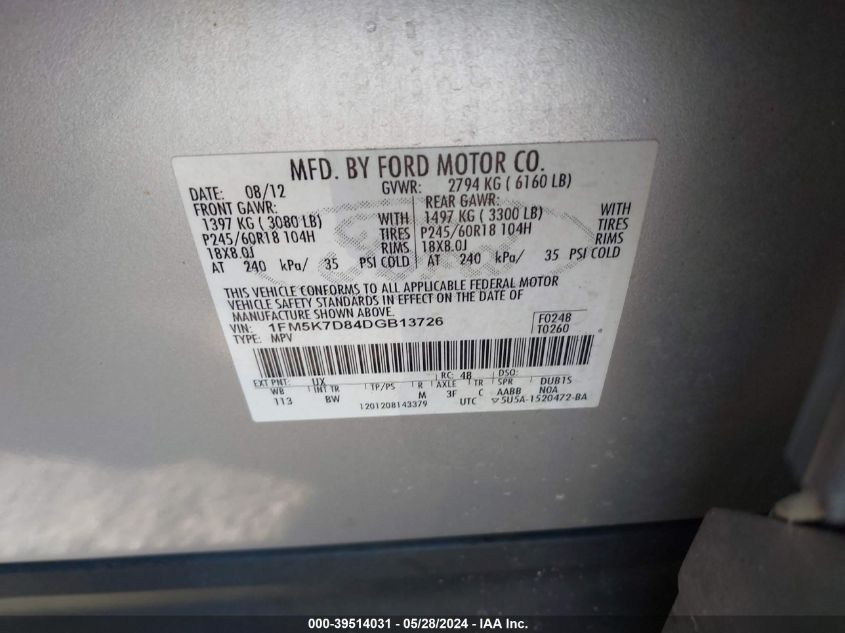 MFD. BY FORD MOTOR CO.
DATE: 08/12 GVWR: 2794 KG ( 6160 LB)
FRONT GAWR: REAR GAWR:
1397 KG ( 3080 LB) WITH 1497 KG ( 3300 LB) WITH
P245/60R18 104H TIRES P245/60R18 104H TIRES
18X8.0J RIMS 18X8.0J RIMS
AT 240 kPa/ 35 PSI COLD AT 240 kPa/ 35 PSI COLD
THIS VEHICLE CONFORMS TO ALL APPLICABLE FEDERAL MOTOR
VEHICLE SAFETY STANDARDS IN EFFECT ON THE DATE OF
MANUFACTURE SHOWN ABOVE.
VIN: 1FM5K7D84DGB13726 F0248
TYPE: MPV T0260
EXT PNT: UX RC: 48 DSO:
WB INT TR TP/PS R AXLE TR SPR DUB1S
113 BW M 3F C AABB NOA
1201208143379 UTC 5U5A-1520472-BA
000-39514031 - 05/28/2024 - IAA Inc.